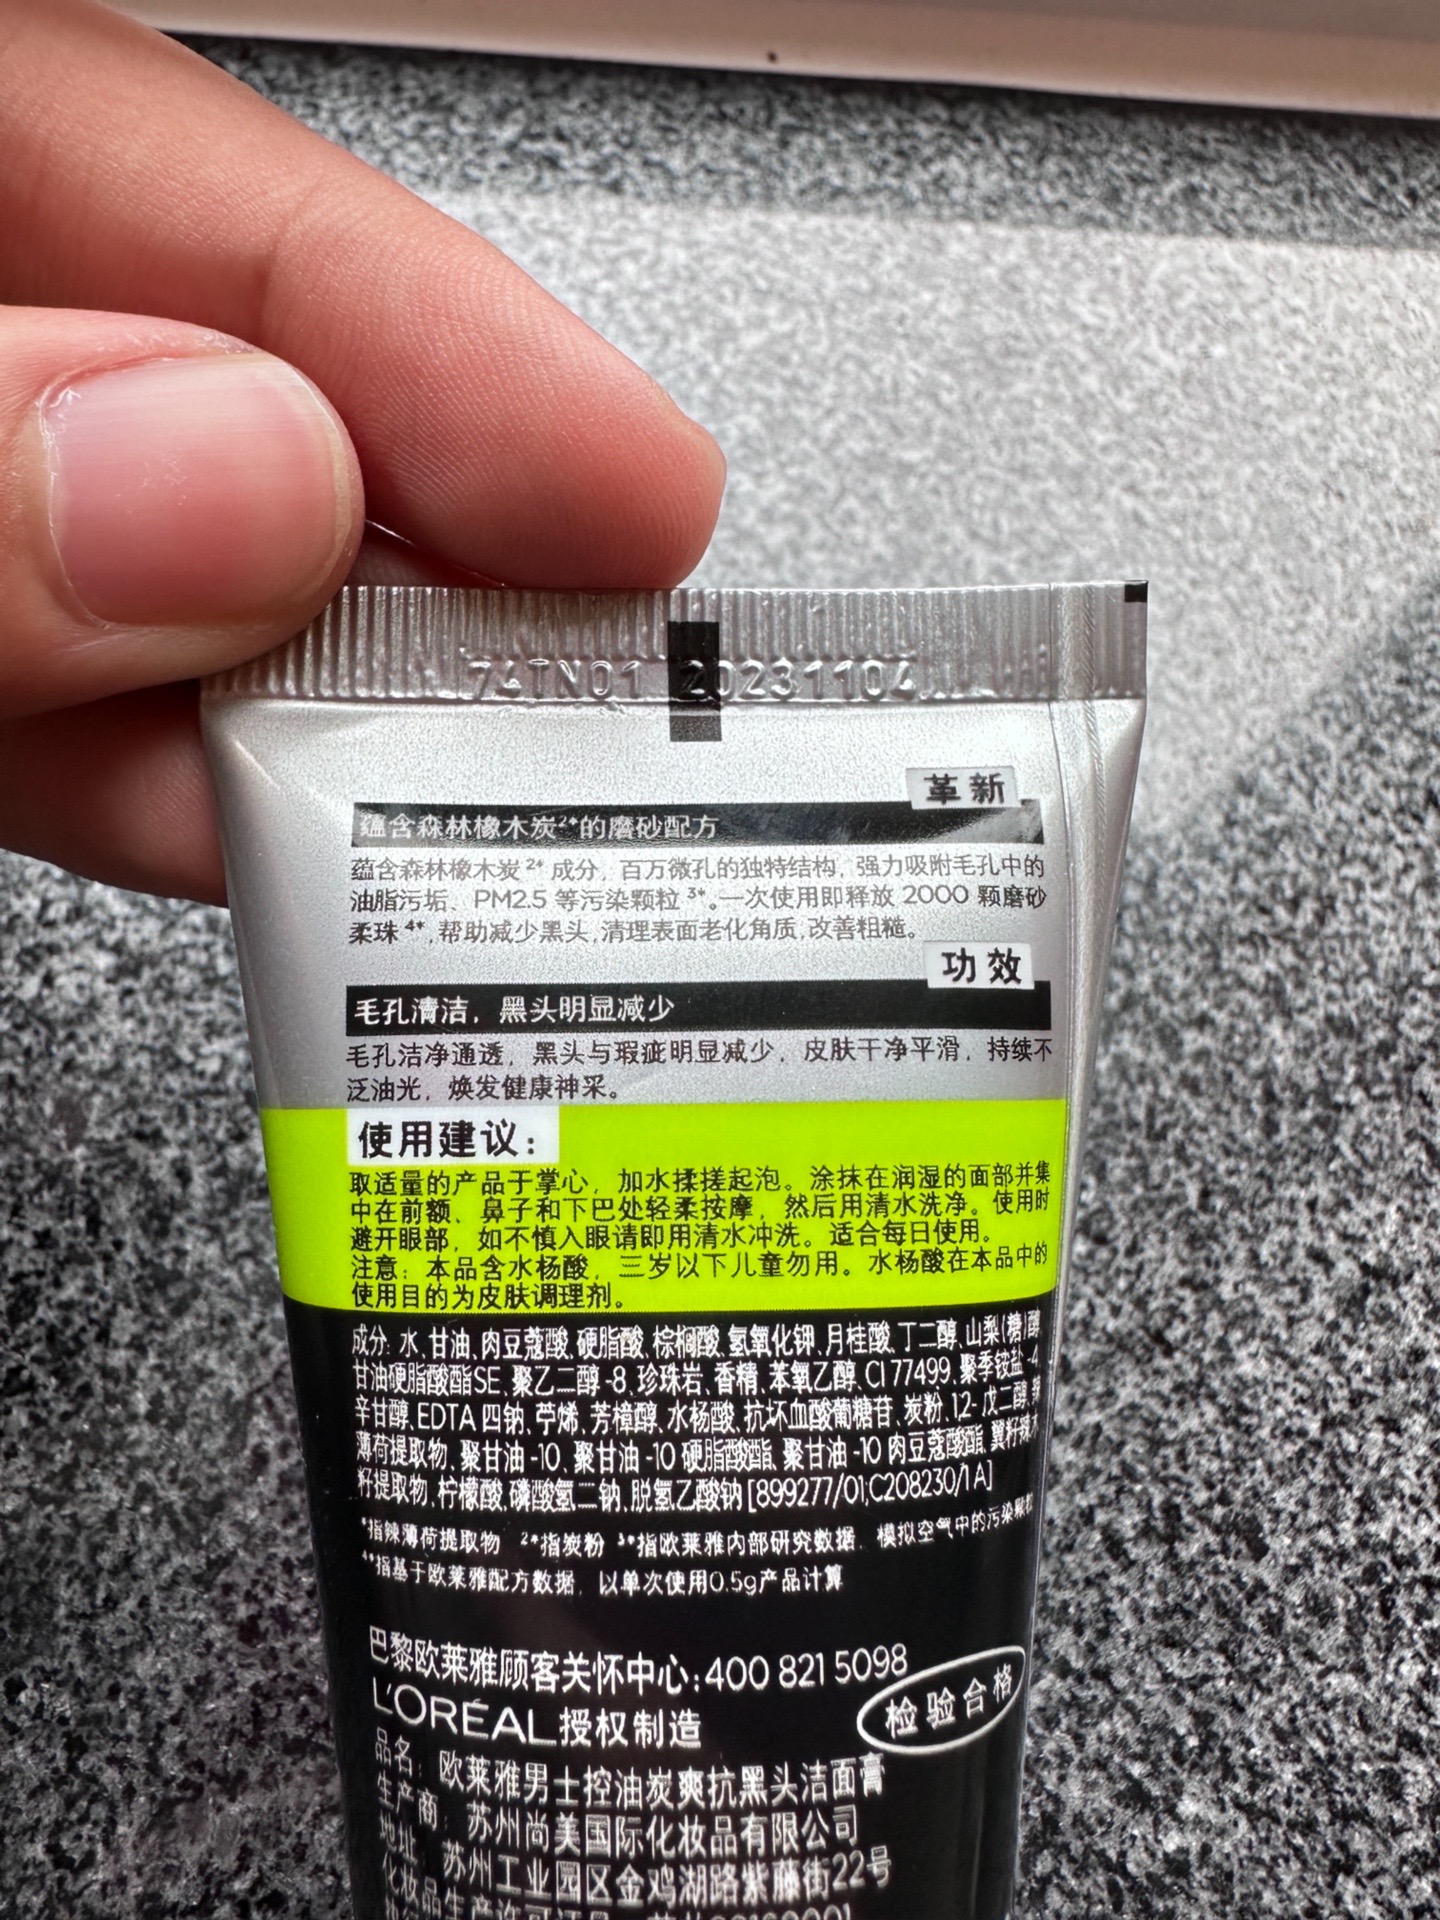 74TN01 20231104
革新
蕴含森林橡木炭2*的磨砂配方
蕴含森林橡木炭2*成分，百万微孔的独特结构，强力吸附毛孔中的
油脂污垢、PM2.5等污染颗粒3*。一次使用即释放 2000 颗磨砂
柔珠4*，帮助减少黑头，清理表面老化角质，改善粗糙。
功效
毛孔清洁，黑头明显减少
毛孔洁净通透，黑头与瑕疵明显减少，皮肤干净平滑，持续不
泛油光，焕发健康神采。
使用建议：
取适量的产品于掌心，加水揉搓起泡。涂抹在润湿的面部并集
中在前额、鼻子和下巴处轻柔按摩，然后用清水洗净。使用时
避开眼部，如不慎入眼请即用清水冲洗。适合每日使用。
注意：本品含水杨酸，三岁以下儿童勿用。水杨酸在本品中的
使用目的为皮肤调理剂。
成分:水、甘油、肉豆蔻酸、硬脂酸、棕榈酸、氢氧化钾、月桂酸、丁二醇、山梨(糖)醇、
甘油硬脂酸酯SE、聚乙二醇-8、珍珠岩、香精、苯氧乙醇、CI 77499、聚季铵盐-4
辛甘醇、EDTA 四钠、苧烯、芳樟醇、水杨酸、抗坏血酸葡糖苷、炭粉、1,2-戊二醇、辣
薄荷提取物、聚甘油-10、聚甘油-10 硬脂酸酯、聚甘油-10 肉豆蔻酸酯、翼籽辣木
籽提取物、柠檬酸、磷酸氢二钠、脱氢乙酸钠 [899277/01;C208230/1 A]
*指辣薄荷提取物 2*指炭粉 3*指欧莱雅内部研究数据，模拟空气中的污染颗粒
4*指基于欧莱雅配方数据，以单次使用0.5g产品计算
巴黎欧莱雅顾客关怀中心:400 821 5098
L'ORÉAL授权制造
检验合格
品名：欧莱雅男士控油炭爽抗黑头洁面膏
生产商：苏州尚美国际化妆品有限公司
地址：苏州工业园区金鸡湖路紫藤街22号
化妆品生产许可证号